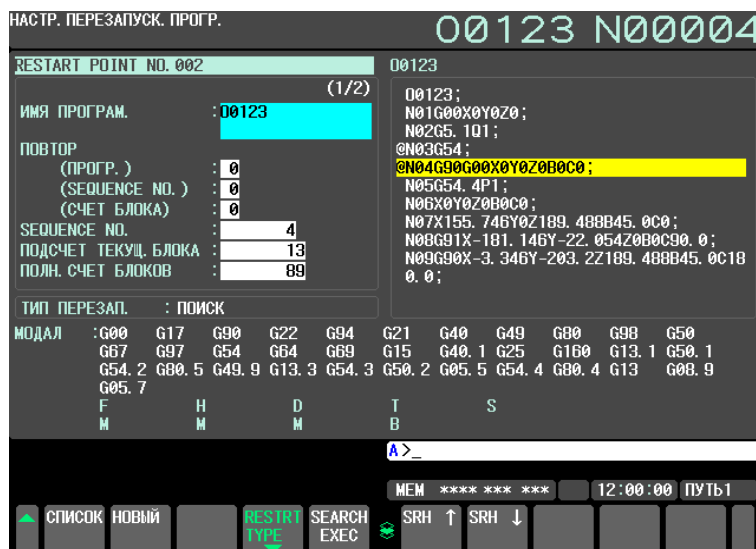 НАСТР. ПЕРЕЗАПУСК. ПРОГР.
O0123 N00004
RESTART POINT NO. 002
(1/2)
ИМЯ ПРОГРАМ. :O0123
ПОВТОР
(ПРОГР. ) : 0
(SEQUENCE NO. ) : 0
(СЧЕТ БЛОКА) : 0
SEQUENCE NO. : 4
ПОДСЧЕТ ТЕКУЩ. БЛОКА : 13
ПОЛН. СЧЕТ БЛОКОВ : 89
ТИП ПЕРЕЗАП. : ПОИСК
O0123
O0123;
N01G00X0Y0Z0;
N02G5. 1Q1;
@N03G54;
@N04G90G00X0Y0Z0B0C0;
N05G54. 4P1;
N06X0Y0Z0B0C0;
N07X155. 746Y0Z189. 488B45. 0C0;
N08G91X-181. 146Y-22. 054Z0B0C90. 0;
N09G90X-3. 346Y-203. 2Z189. 488B45. 0C18
0. 0;
МОДАЛ :G00 G17 G90 G22 G94 G21 G40 G49 G80 G98 G50
G67 G97 G54 G64 G69 G15 G40. 1 G25 G160 G13. 1 G50. 1
G54. 2 G80. 5 G49. 9 G13. 3 G54. 3 G50. 2 G05. 5 G54. 4 G80. 4 G13 G08. 9
G05. 7
F H D T S
M M M B
A>_
MEM **** *** *** 12:00:00 ПУТЬ1
СПИСОК НОВЫЙ RESTRT TYPE SEARCH EXEC SRH ↑ SRH ↓